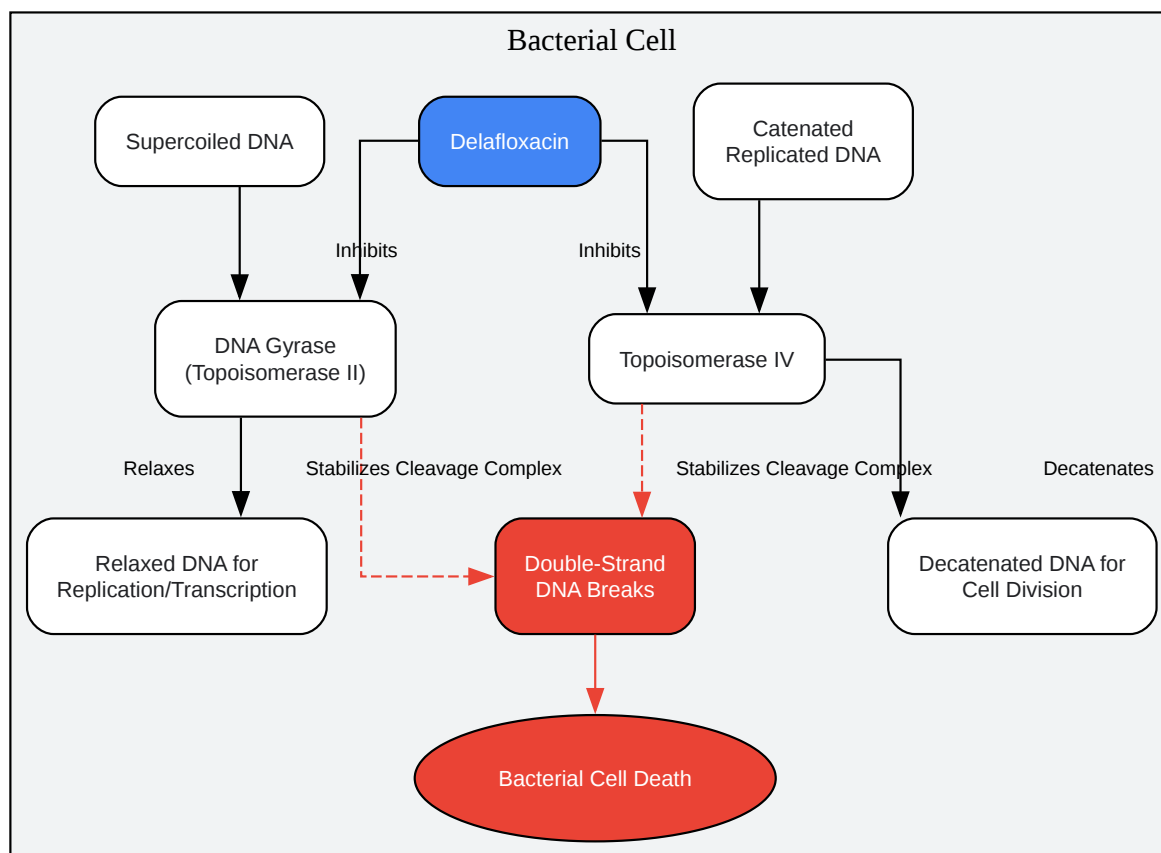 Bacterial Cell
Supercoiled DNA
Delafloxacin
Catenated
Replicated DNA
Inhibits
Inhibits
DNA Gyrase
(Topoisomerase II)
Topoisomerase IV
Relaxes
Stabilizes Cleavage Complex
Stabilizes Cleavage Complex
Decatenates
Relaxed DNA for
Replication/Transcription
Double-Strand
DNA Breaks
Decatenated DNA for
Cell Division
Bacterial Cell Death